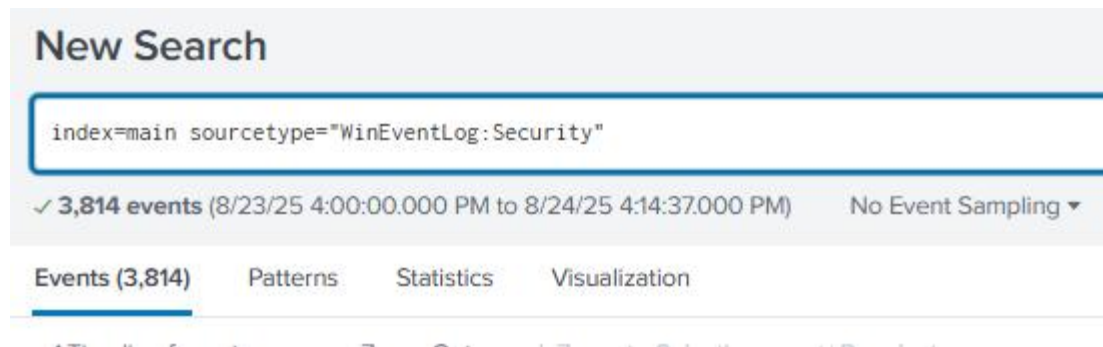 New Search
index=main sourcetype="WinEventLog:Security"
✓ 3,814 events (8/23/25 4:00:00.000 PM to 8/24/25 4:14:37.000 PM) No Event Sampling ▾
Events (3,814) Patterns Statistics Visualization